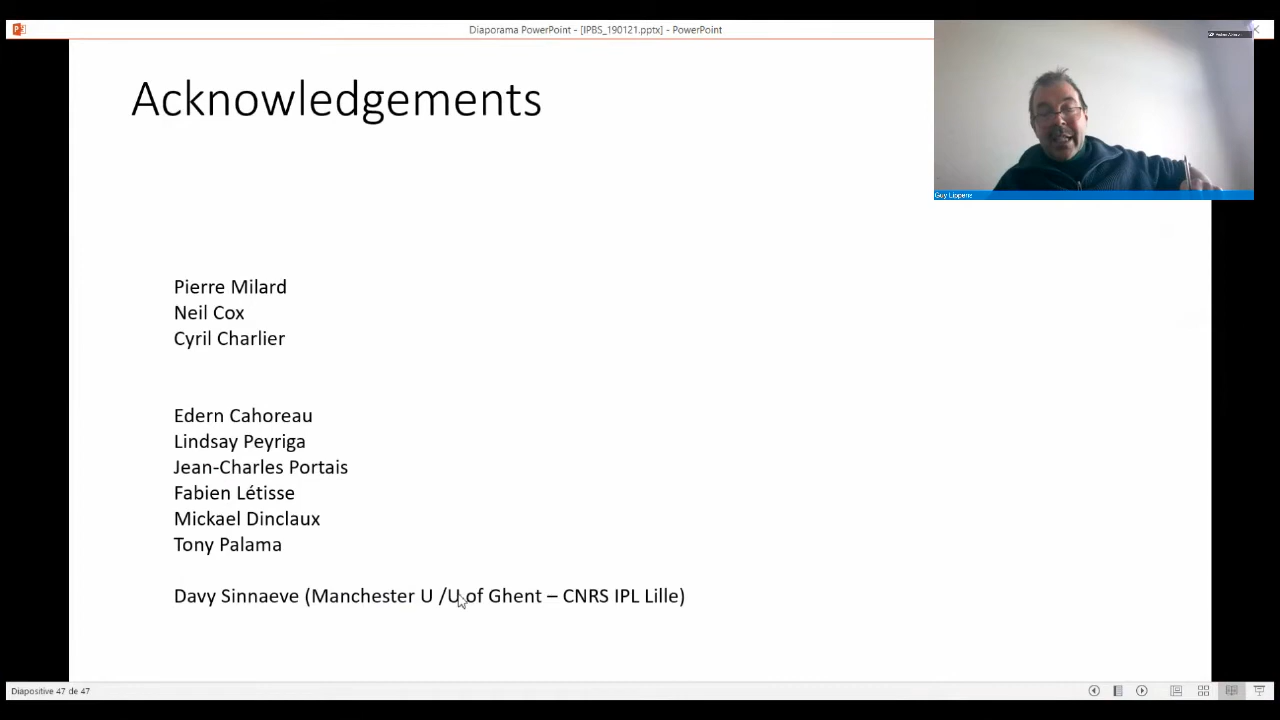 Diaporama PowerPoint - [IPBS_190121.pptx] - PowerPoint
Acknowledgements
Guy Lippens
Pierre Milard
Neil Cox
Cyril Charlier
Edern Cahoreau
Lindsay Peyriga
Jean-Charles Portais
Fabien Létisse
Mickael Dinclaux
Tony Palama
Davy Sinnaeve (Manchester U /U of Ghent – CNRS IPL Lille)
Diapositive 47 de 47